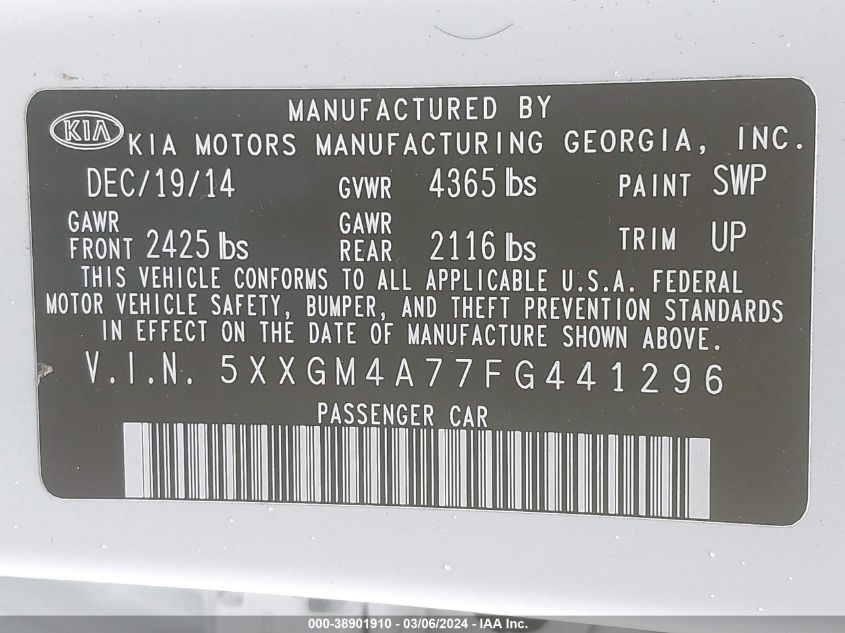 MANUFACTURED BY
KIA KIA MOTORS MANUFACTURING GEORGIA, INC.
DEC/19/14 GVWR 4365 lbs PAINT SWP
GAWR FRONT 2425 lbs GAWR REAR 2116 lbs TRIM UP
THIS VEHICLE CONFORMS TO ALL APPLICABLE U.S.A. FEDERAL
MOTOR VEHICLE SAFETY, BUMPER, AND THEFT PREVENTION STANDARDS
IN EFFECT ON THE DATE OF MANUFACTURE SHOWN ABOVE.
V.I.N. 5XXGM4A77FG441296
PASSENGER CAR
000-38901910 - 03/06/2024 - IAA Inc.